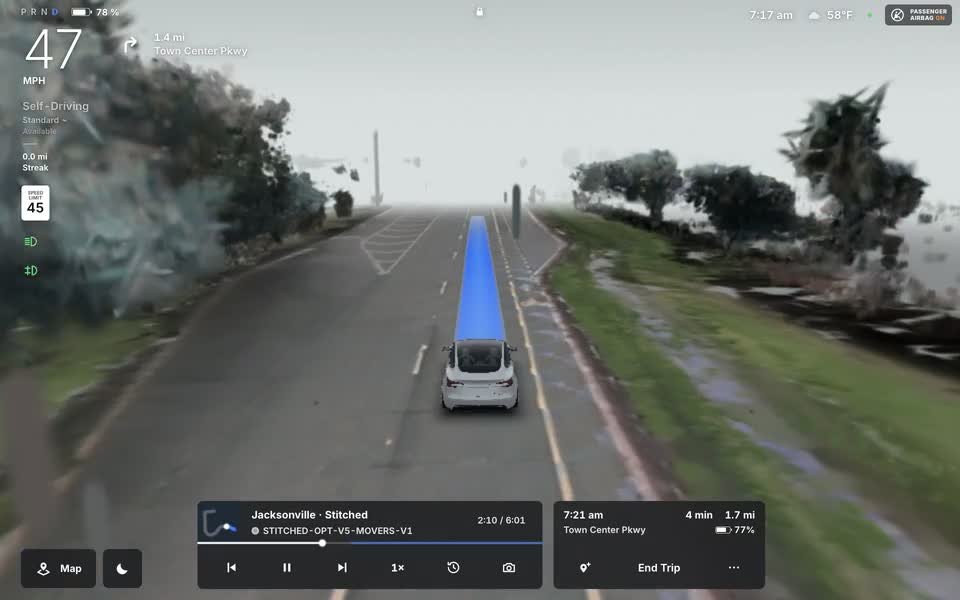 P R N D 78 %
7:17 am 58°F
PASSENGER
AIRBAG ON
47
MPH
1.4 mi
Town Center Pkwy
Self-Driving
Standard
Available
0.0 mi
Streak
SPEED
LIMIT
45
Jacksonville · Stitched
STITCHED-OPT-V5-MOVERS-V1
2:10 / 6:01
1×
7:21 am 4 min 1.7 mi
Town Center Pkwy 77%
End Trip
Map